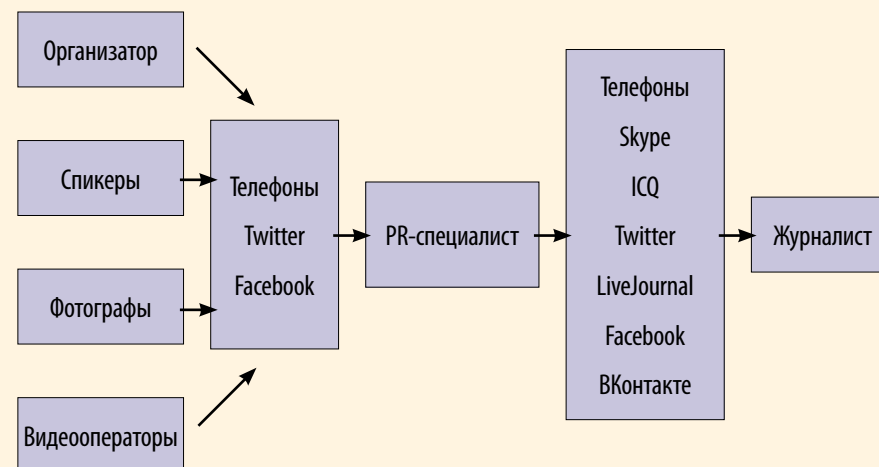 Организатор
Спикеры
Фотографы
Видеооператоры
Телефоны
Twitter
Facebook
PR-специалист
Телефоны
Skype
ICQ
Twitter
LiveJournal
Facebook
ВКонтакте
Журналист